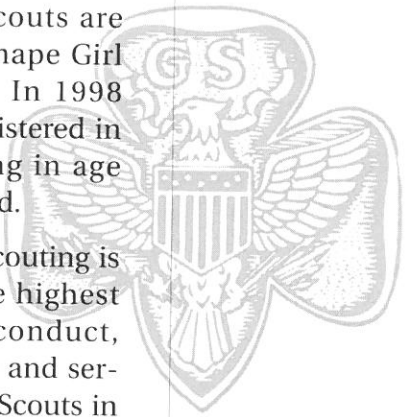 couts are
hape Girl
In 1998
istered in
ng in age
d.
couting is
e highest
conduct,
and ser-
Scouts in
GS